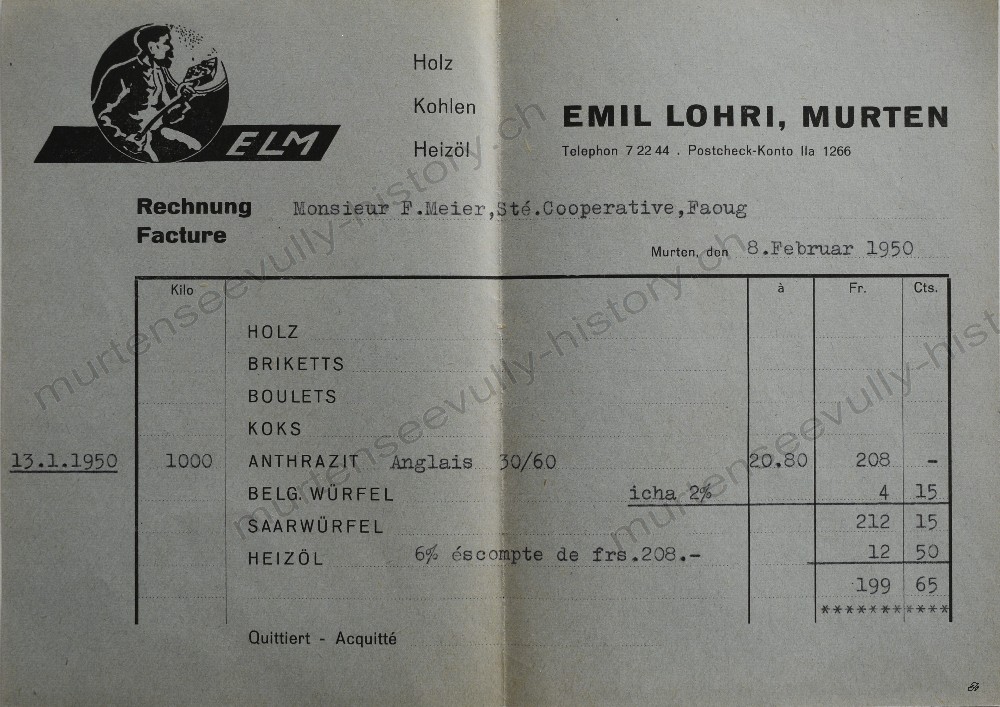 ELM
Holz
Kohlen
Heizöl
EMIL LOHRI, MURTEN
Telephon 7 22 44 . Postcheck-Konto IIa 1266
Rechnung Monsieur F.Meier,Sté.Cooperative,Faoug
Facture
Murten, den 8.Februar 1950
Kilo à Fr. Cts.
HOLZ
BRIKETTS
BOULETS
KOKS
13.1.1950 1000 ANTHRAZIT Anglais 30/60 20.80 208 -
BELG. WÜRFEL icha 2% 4 15
SAARWÜRFEL 212 15
HEIZÖL 6% éscompte de frs.208.- 12 50
199 65
***********
Quittiert - Acquitté
murtenseevully-history.ch
murtenseevully-history.ch
murtenseevully-history.ch